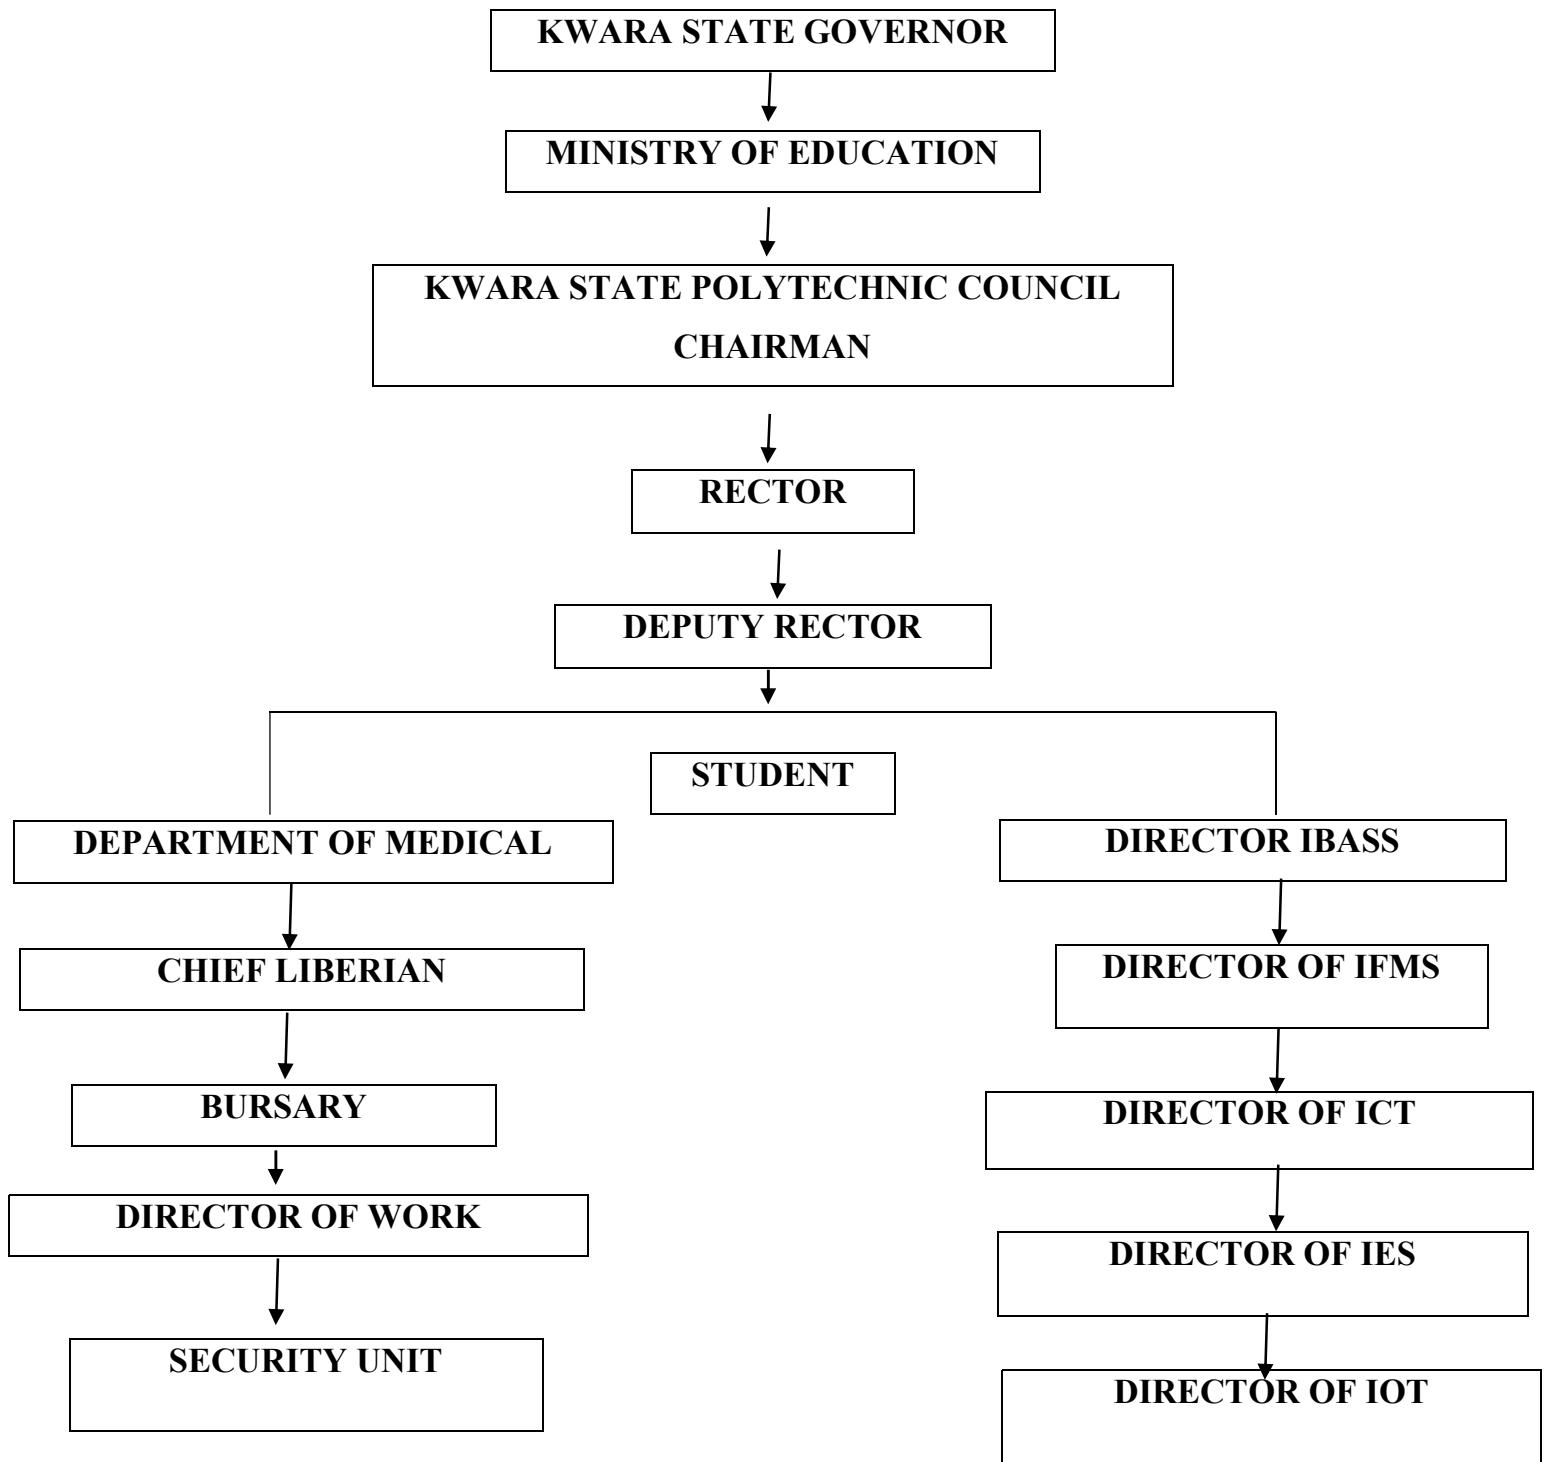 KWARA STATE GOVERNOR
MINISTRY OF EDUCATION
KWARA STATE POLYTECHNIC COUNCIL
CHAIRMAN
RECTOR
DEPUTY RECTOR
STUDENT
DEPARTMENT OF MEDICAL
CHIEF LIBERIAN
BURSARY
DIRECTOR OF WORK
SECURITY UNIT
DIRECTOR IBASS
DIRECTOR OF IFMS
DIRECTOR OF ICT
DIRECTOR OF IES
DIRECTOR OF IOT